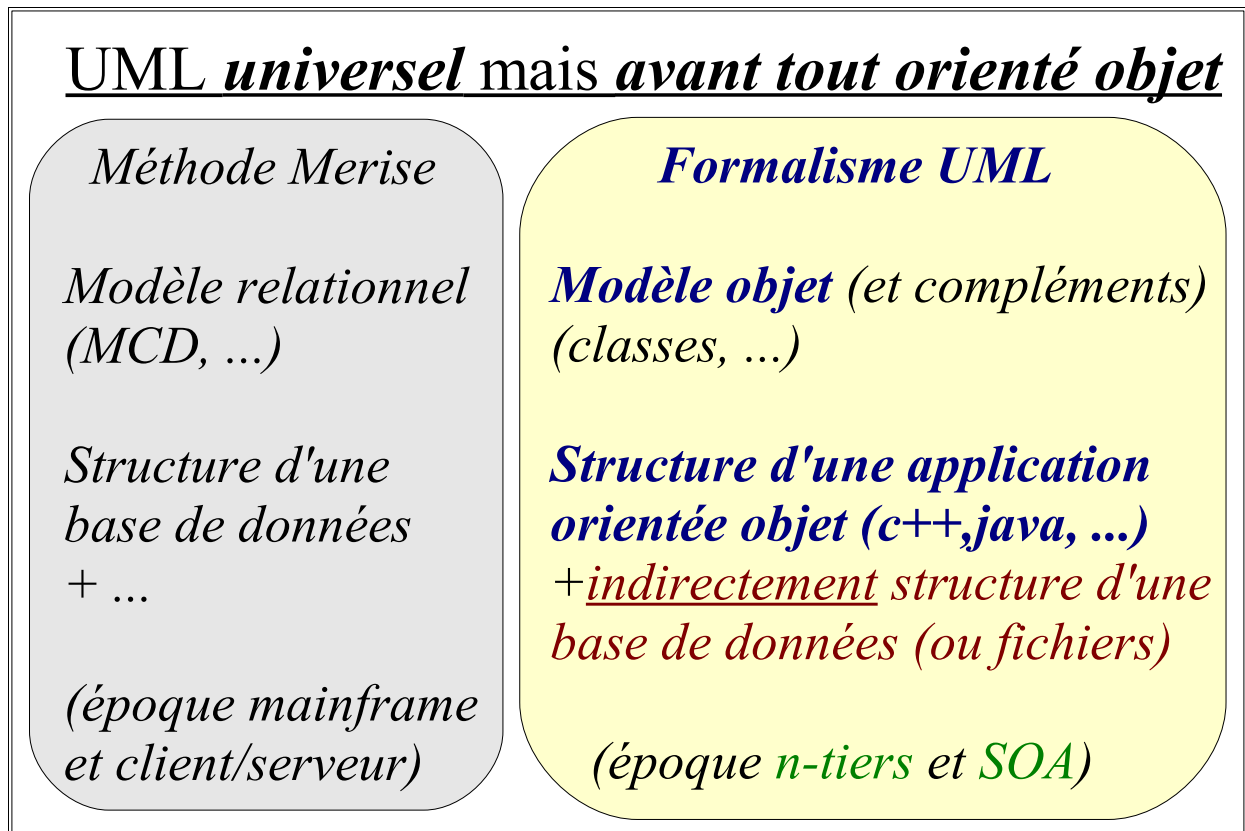 UML universel mais avant tout orienté objet
Méthode Merise
Modèle relationnel
(MCD, ...)
Structure d'une
base de données
+ ...
(époque mainframe
et client/serveur)
Formalisme UML
Modèle objet (et compléments)
(classes, ...)
Structure d'une application
orientée objet (c++,java, ...)
+indirectement structure d'une
base de données (ou fichiers)
(époque n-tiers et SOA)